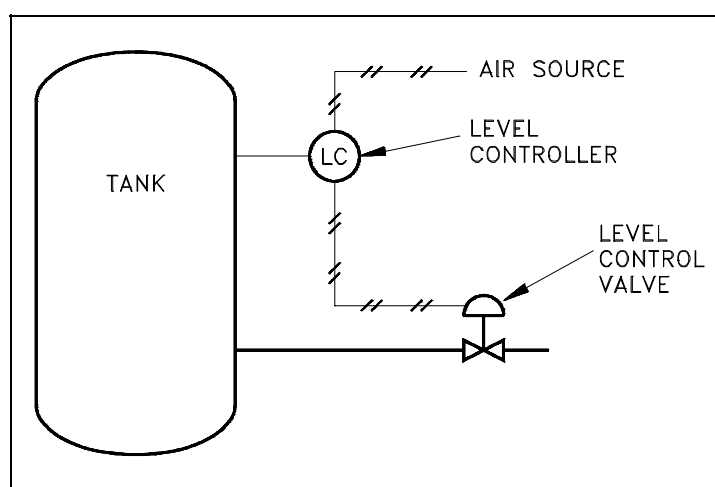 AIR SOURCE
LC
LEVEL
CONTROLLER
TANK
LEVEL
CONTROL
VALVE